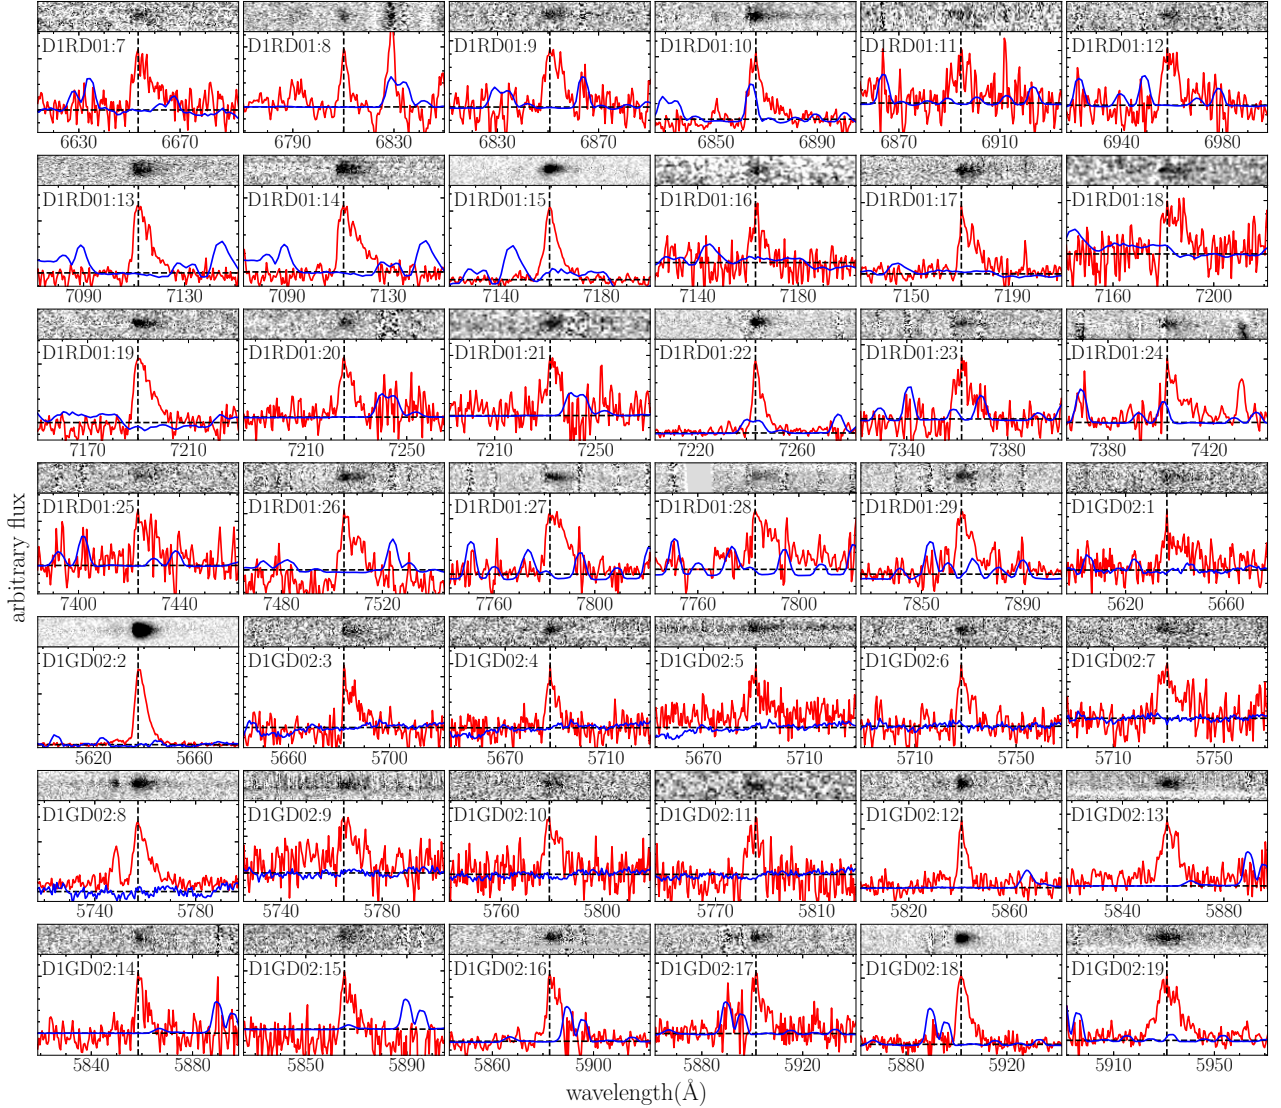 D1RD01:7 D1RD01:8 D1RD01:9 D1RD01:10 D1RD01:11 D1RD01:12
6630 6670 6790 6830 6830 6870 6850 6890 6870 6910 6940 6980
D1RD01:13 D1RD01:14 D1RD01:15 D1RD01:16 D1RD01:17 D1RD01:18
7090 7130 7090 7130 7140 7180 7140 7180 7150 7190 7160 7200
D1RD01:19 D1RD01:20 D1RD01:21 D1RD01:22 D1RD01:23 D1RD01:24
7170 7210 7210 7250 7210 7250 7220 7260 7340 7380 7380 7420
D1RD01:25 D1RD01:26 D1RD01:27 D1RD01:28 D1RD01:29 D1GD02:1
7400 7440 7480 7520 7760 7800 7760 7800 7850 7890 5620 5660
D1GD02:2 D1GD02:3 D1GD02:4 D1GD02:5 D1GD02:6 D1GD02:7
5620 5660 5660 5700 5670 5710 5670 5710 5710 5750 5710 5750
D1GD02:8 D1GD02:9 D1GD02:10 D1GD02:11 D1GD02:12 D1GD02:13
5740 5780 5740 5780 5760 5800 5770 5810 5820 5860 5840 5880
D1GD02:14 D1GD02:15 D1GD02:16 D1GD02:17 D1GD02:18 D1GD02:19
5840 5880 5850 5890 5860 5900 5880 5920 5880 5920 5910 5950
arbitrary flux
wavelength(Å)